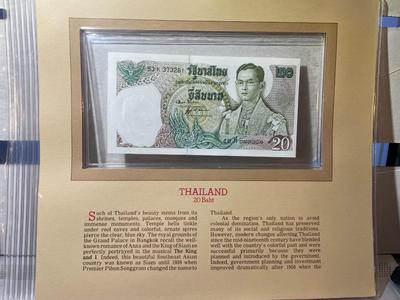 53 ห 373281
รัฐบาลไทย
๒๐
ยี่สิบบาท
20
THAILAND
20 Baht
Such of Thailand's beauty stems from its
shrines, temples, palaces, mosques and
immense monuments. Temple bells tinkle
under roof eaves and colorful, ornate spires
pierce the clear, blue sky. The royal grounds of
the Grand Palace in Bangkok recall the well-
known romance of Anna and the King of Siam so
perfectly portrayed in the musical The King
and I. Indeed, this beautiful Southeast Asian
country was known as Siam until 1939 when
Premier Pibun Songgram changed the name to
Thailand.
As the region's only nation to avoid
colonial domination, Thailand has preserved
many of its social and religious traditions.
However, modern changes affecting Thailand
since the mid-nineteenth century have blended
well with the country's colorful past and were
successful primarily because they were
planned and introduced by the government.
Indeed, government planning and investment
improved dramatically after 1958 when the